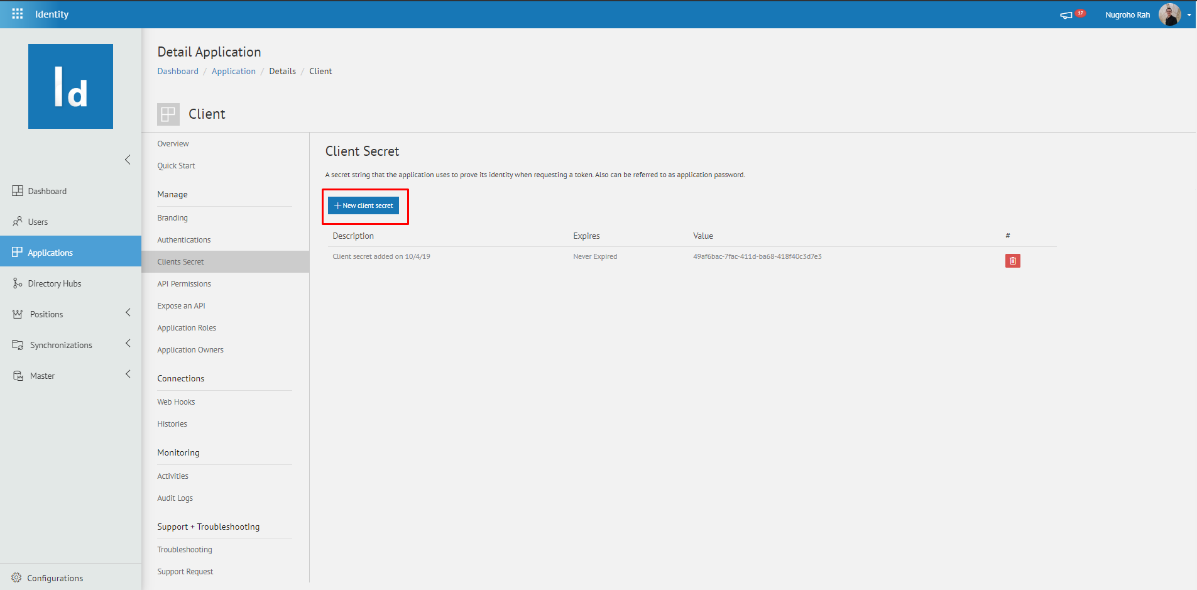 Identity
17
Nugroho Rah
Id
Dashboard
Users
Applications
Directory Hubs
Positions
Synchronizations
Master
Configurations
Detail Application
Dashboard / Application / Details / Client
Client
Overview
Quick Start
Manage
Branding
Authentications
Clients Secret
API Permissions
Expose an API
Application Roles
Application Owners
Connections
Web Hooks
Histories
Monitoring
Activities
Audit Logs
Support + Troubleshooting
Troubleshooting
Support Request
Client Secret
A secret string that the application uses to prove its identity when requesting a token. Also can be referred to as application password.
+ New client secret
Description Expires Value #
Client secret added on 10/4/19 Never Expired 49af6bac-7fac-411d-ba68-418f40c3d7e3